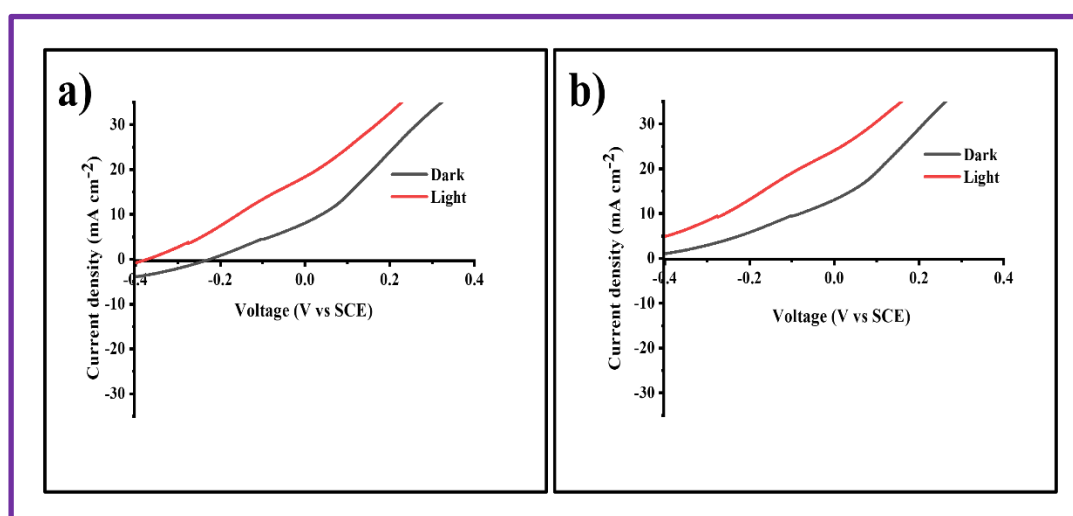 a)
Current density (mA cm⁻²)
30
20
10
0
-10
-20
-30
-0.4
-0.2
0.0
0.2
0.4
Voltage (V vs SCE)
Dark
Light
b)
Current density (mA cm⁻²)
30
20
10
0
-10
-20
-30
-0.4
-0.2
0.0
0.2
0.4
Voltage (V vs SCE)
Dark
Light